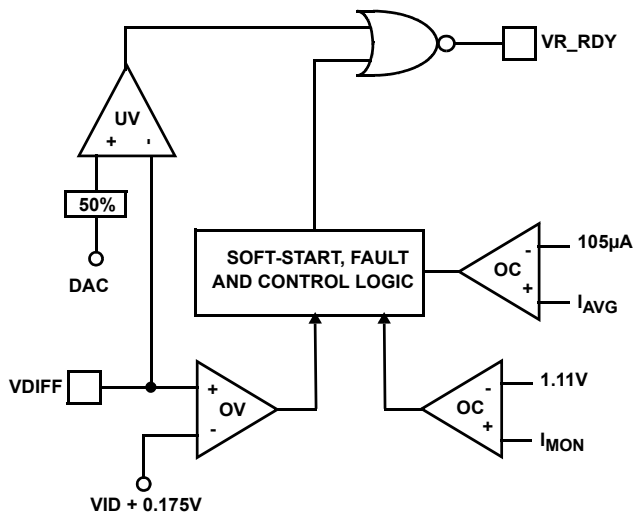 VR_RDY
UV
+ -
50%
DAC
SOFT-START, FAULT
AND CONTROL LOGIC
OC
-
+
105µA
IAVG
VDIFF
+
OV
-
VID + 0.175V
OC
-
+
1.11V
IMON